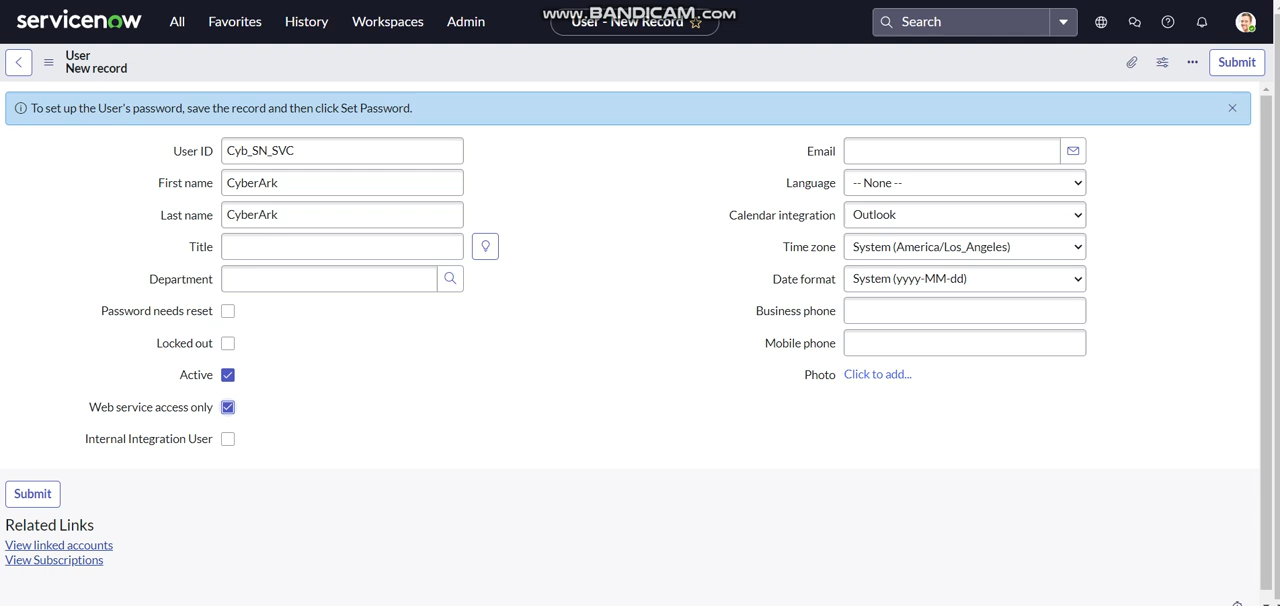 servicenow
All
Favorites
History
Workspaces
Admin
www.BANDICAM.com
User - New Record
Search
User
New record
Submit
To set up the User's password, save the record and then click Set Password.
User ID
Cyb_SN_SVC
First name
CyberArk
Last name
CyberArk
Title
Department
Password needs reset
Locked out
Active
Web service access only
Internal Integration User
Email
Language
-- None --
Calendar integration
Outlook
Time zone
System (America/Los_Angeles)
Date format
System (yyyy-MM-dd)
Business phone
Mobile phone
Photo
Click to add...
Submit
Related Links
View linked accounts
View Subscriptions